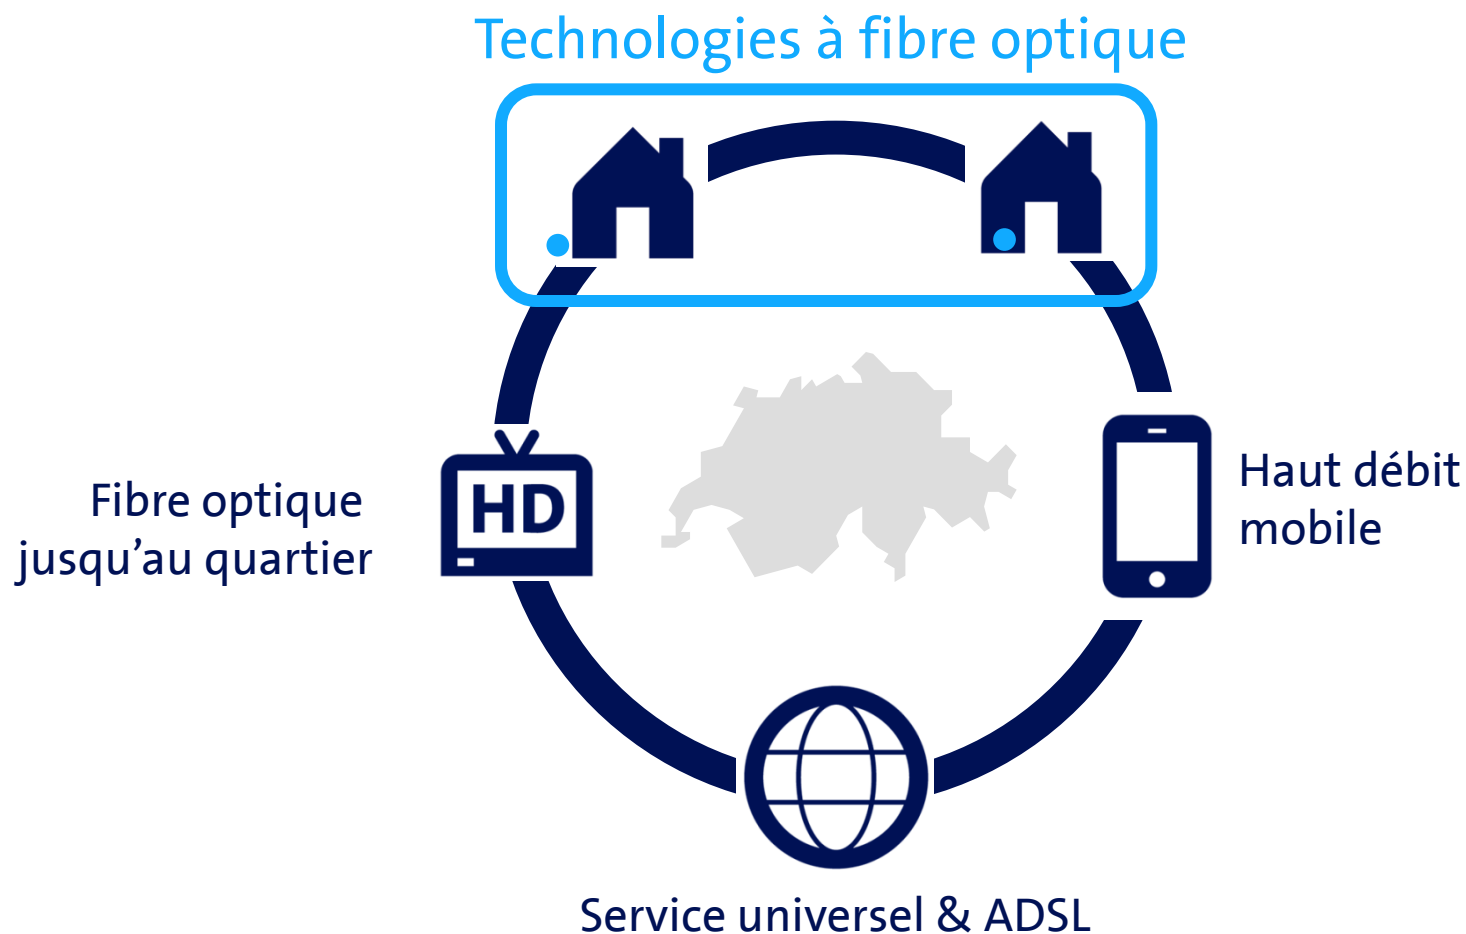 Technologies à fibre optique
Fibre optique
jusqu’au quartier
HD
Haut débit
mobile
Service universel & ADSL